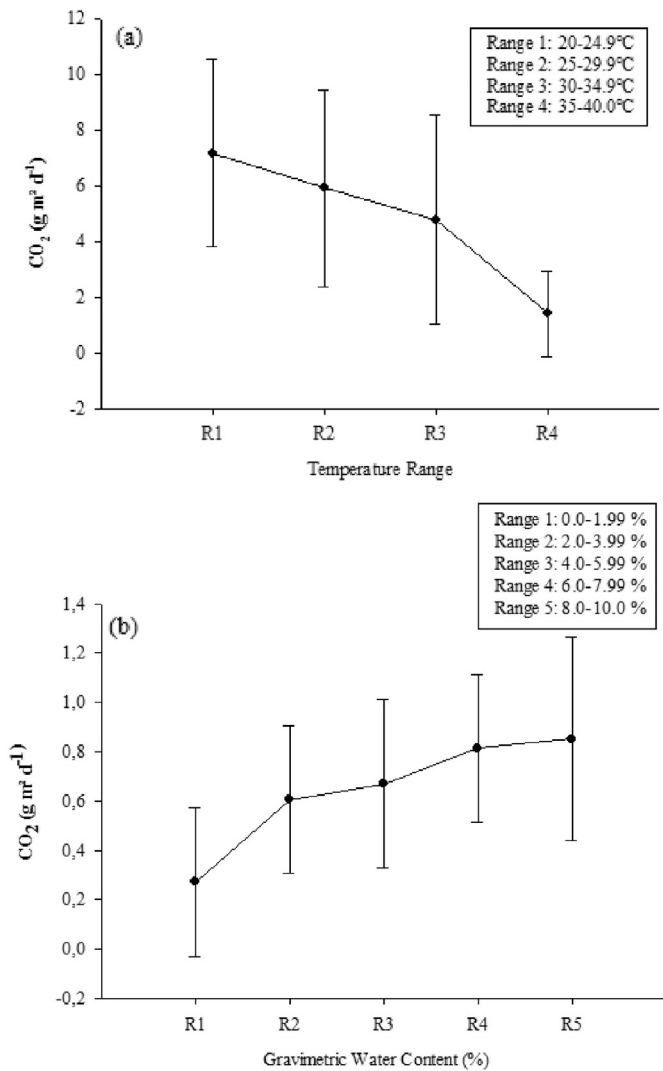 (a)
Range 1: 20-24.9°C
Range 2: 25-29.9°C
Range 3: 30-34.9°C
Range 4: 35-40.0°C
12
10
8
6
4
2
0
-2
CO₂ (g m² d⁻¹)
R1 R2 R3 R4
Temperature Range
Range 1: 0.0-1.99 %
Range 2: 2.0-3.99 %
Range 3: 4.0-5.99 %
Range 4: 6.0-7.99 %
Range 5: 8.0-10.0 %
(b)
1,4
1,2
1,0
0,8
0,6
0,4
0,2
0,0
-0,2
CO₂ (g m² d⁻¹)
R1 R2 R3 R4 R5
Gravimetric Water Content (%)